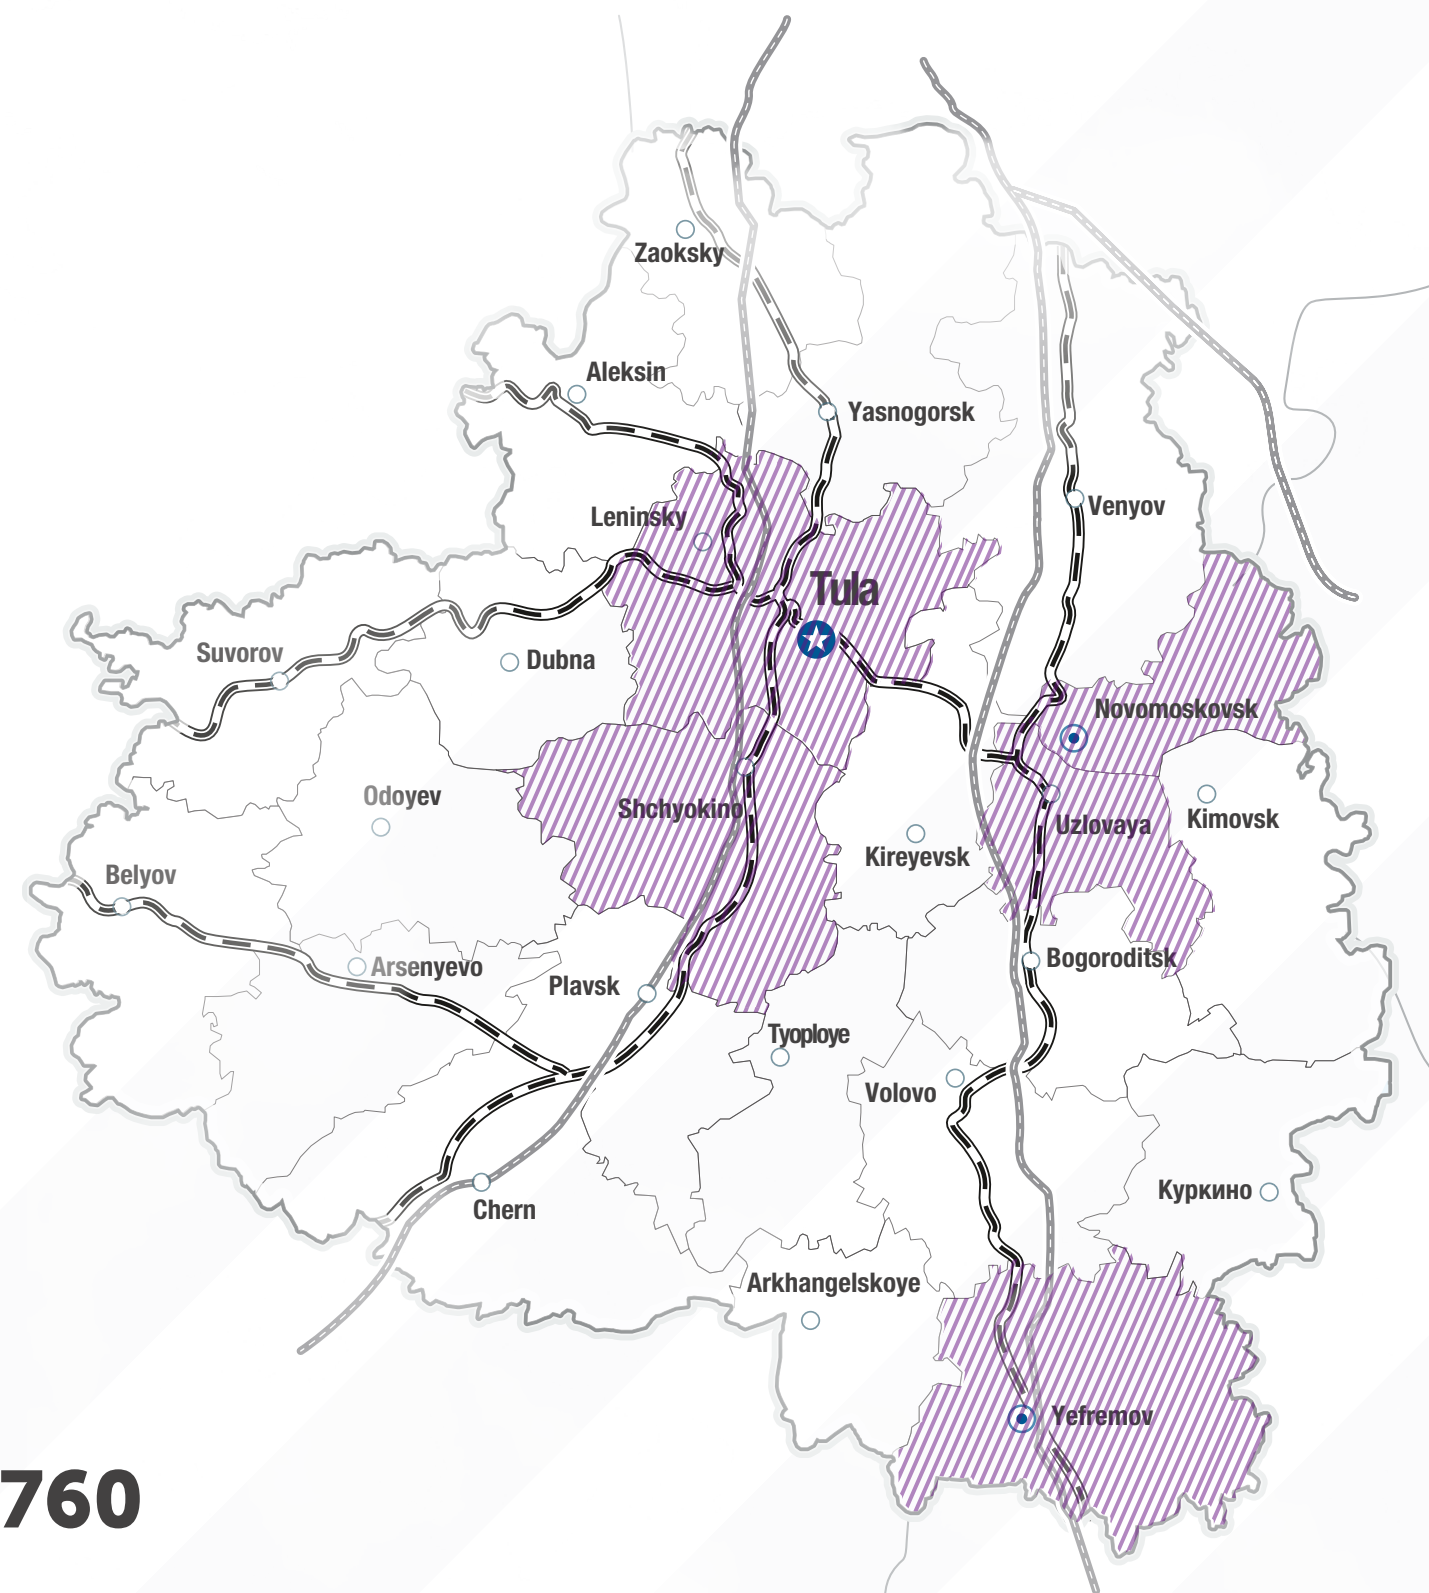 Zaoksky
Aleksin
Yasnogorsk
Venyov
Leninsky
Tula
Suvorov
Dubna
Novomoskovsk
Odoyev
Shchyokino
Kireyevsk
Uzlovaya
Kimovsk
Belyov
Arsenyevo
Plavsk
Bogoroditsk
Tyoploye
Volovo
Chern
Куркино
Arkhangelskoye
Yefremov
760